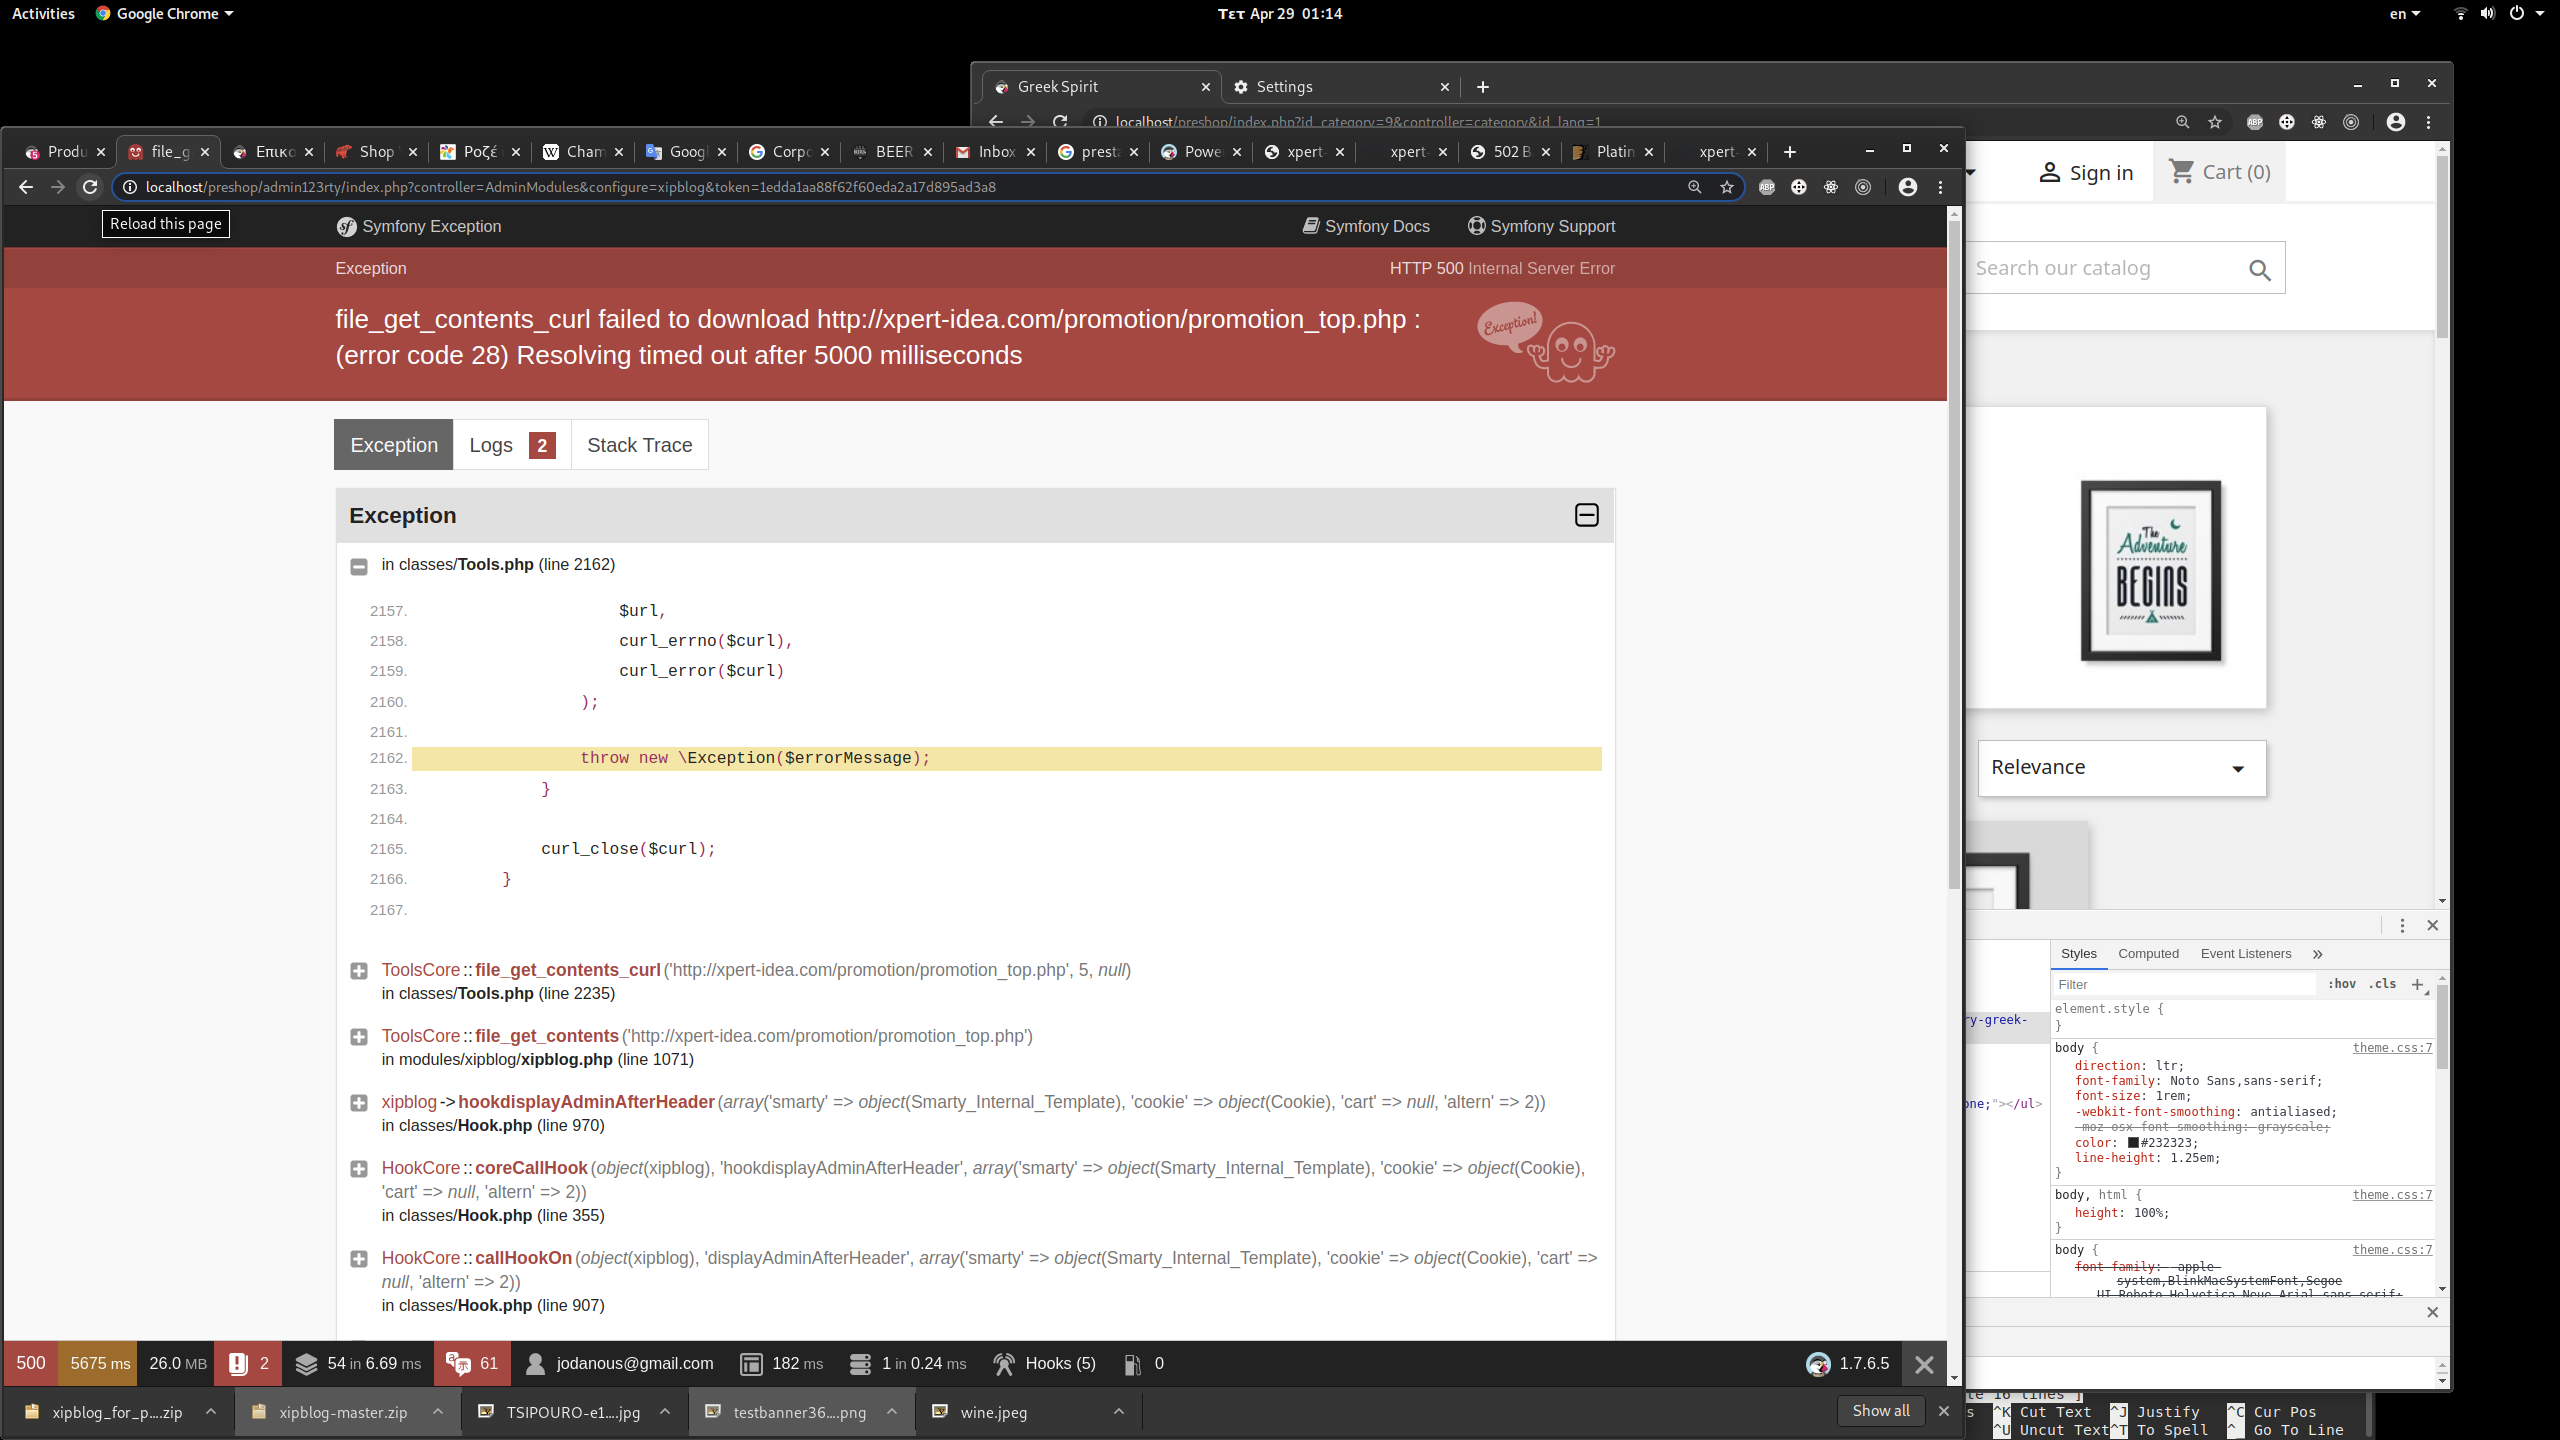 Activities
Google Chrome
Τετ Apr 29 01:14
en
Greek Spirit
Settings
localhost/preshop/index.php?id_category=9&controller=category&id_lang=1
Produ
file_g
Επικο
Shop
Ροζέ
Cham
Googl
Corpo
BEER
Inbox
presta
Powe
xpert-
xpert-
502 B
Platin
xpert-
localhost/preshop/admin123rty/index.php?controller=AdminModules&configure=xipblog&token=1edda1aa88f62f60eda2a17d895ad3a8
Reload this page
Symfony Exception
Symfony Docs
Symfony Support
Exception
HTTP 500 Internal Server Error
file_get_contents_curl failed to download http://xpert-idea.com/promotion/promotion_top.php :
(error code 28) Resolving timed out after 5000 milliseconds
Exception!
Exception
Logs 2
Stack Trace
Exception
in classes/Tools.php (line 2162)
2157. $url,
2158. curl_errno($curl),
2159. curl_error($curl)
2160. );
2161.
2162. throw new \Exception($errorMessage);
2163. }
2164.
2165. curl_close($curl);
2166. }
2167.
ToolsCore::file_get_contents_curl('http://xpert-idea.com/promotion/promotion_top.php', 5, null)
in classes/Tools.php (line 2235)
ToolsCore::file_get_contents('http://xpert-idea.com/promotion/promotion_top.php')
in modules/xipblog/xipblog.php (line 1071)
xipblog->hookdisplayAdminAfterHeader(array('smarty' => object(Smarty_Internal_Template), 'cookie' => object(Cookie), 'cart' => null, 'altern' => 2))
in classes/Hook.php (line 970)
HookCore::coreCallHook(object(xipblog), 'hookdisplayAdminAfterHeader', array('smarty' => object(Smarty_Internal_Template), 'cookie' => object(Cookie),
'cart' => null, 'altern' => 2))
in classes/Hook.php (line 355)
HookCore::callHookOn(object(xipblog), 'displayAdminAfterHeader', array('smarty' => object(Smarty_Internal_Template), 'cookie' => object(Cookie), 'cart' =>
null, 'altern' => 2))
in classes/Hook.php (line 907)
500
5675 ms
26.0 MB
2
54 in 6.69 ms
61
jodanous@gmail.com
182 ms
1 in 0.24 ms
Hooks (5)
0
1.7.6.5
xipblog_for_p....zip
xipblog-master.zip
TSIPOURO-e1....jpg
testbanner36....png
wine.jpeg
Show all
Sign in
Cart (0)
Search our catalog
The
Adventure
BEGINS
Relevance
Styles
Computed
Event Listeners
Filter
:hov .cls
element.style {
}
body {
theme.css:7
direction: ltr;
font-family: Noto Sans,sans-serif;
font-size: 1rem;
-webkit-font-smoothing: antialiased;
-moz-osx-font-smoothing: grayscale;
color: #232323;
line-height: 1.25em;
}
body, html {
theme.css:7
height: 100%;
}
body {
theme.css:7
font-family: -apple-
system,BlinkMacSystemFont,Segoe
UI,Roboto,Helvetica Neue,Arial,sans-serif;
ry-greek-
one;"></ul>
te 16 lines ]
s ^K Cut Text ^J Justify ^C Cur Pos
^U Uncut Text ^T To Spell ^_ Go To Line